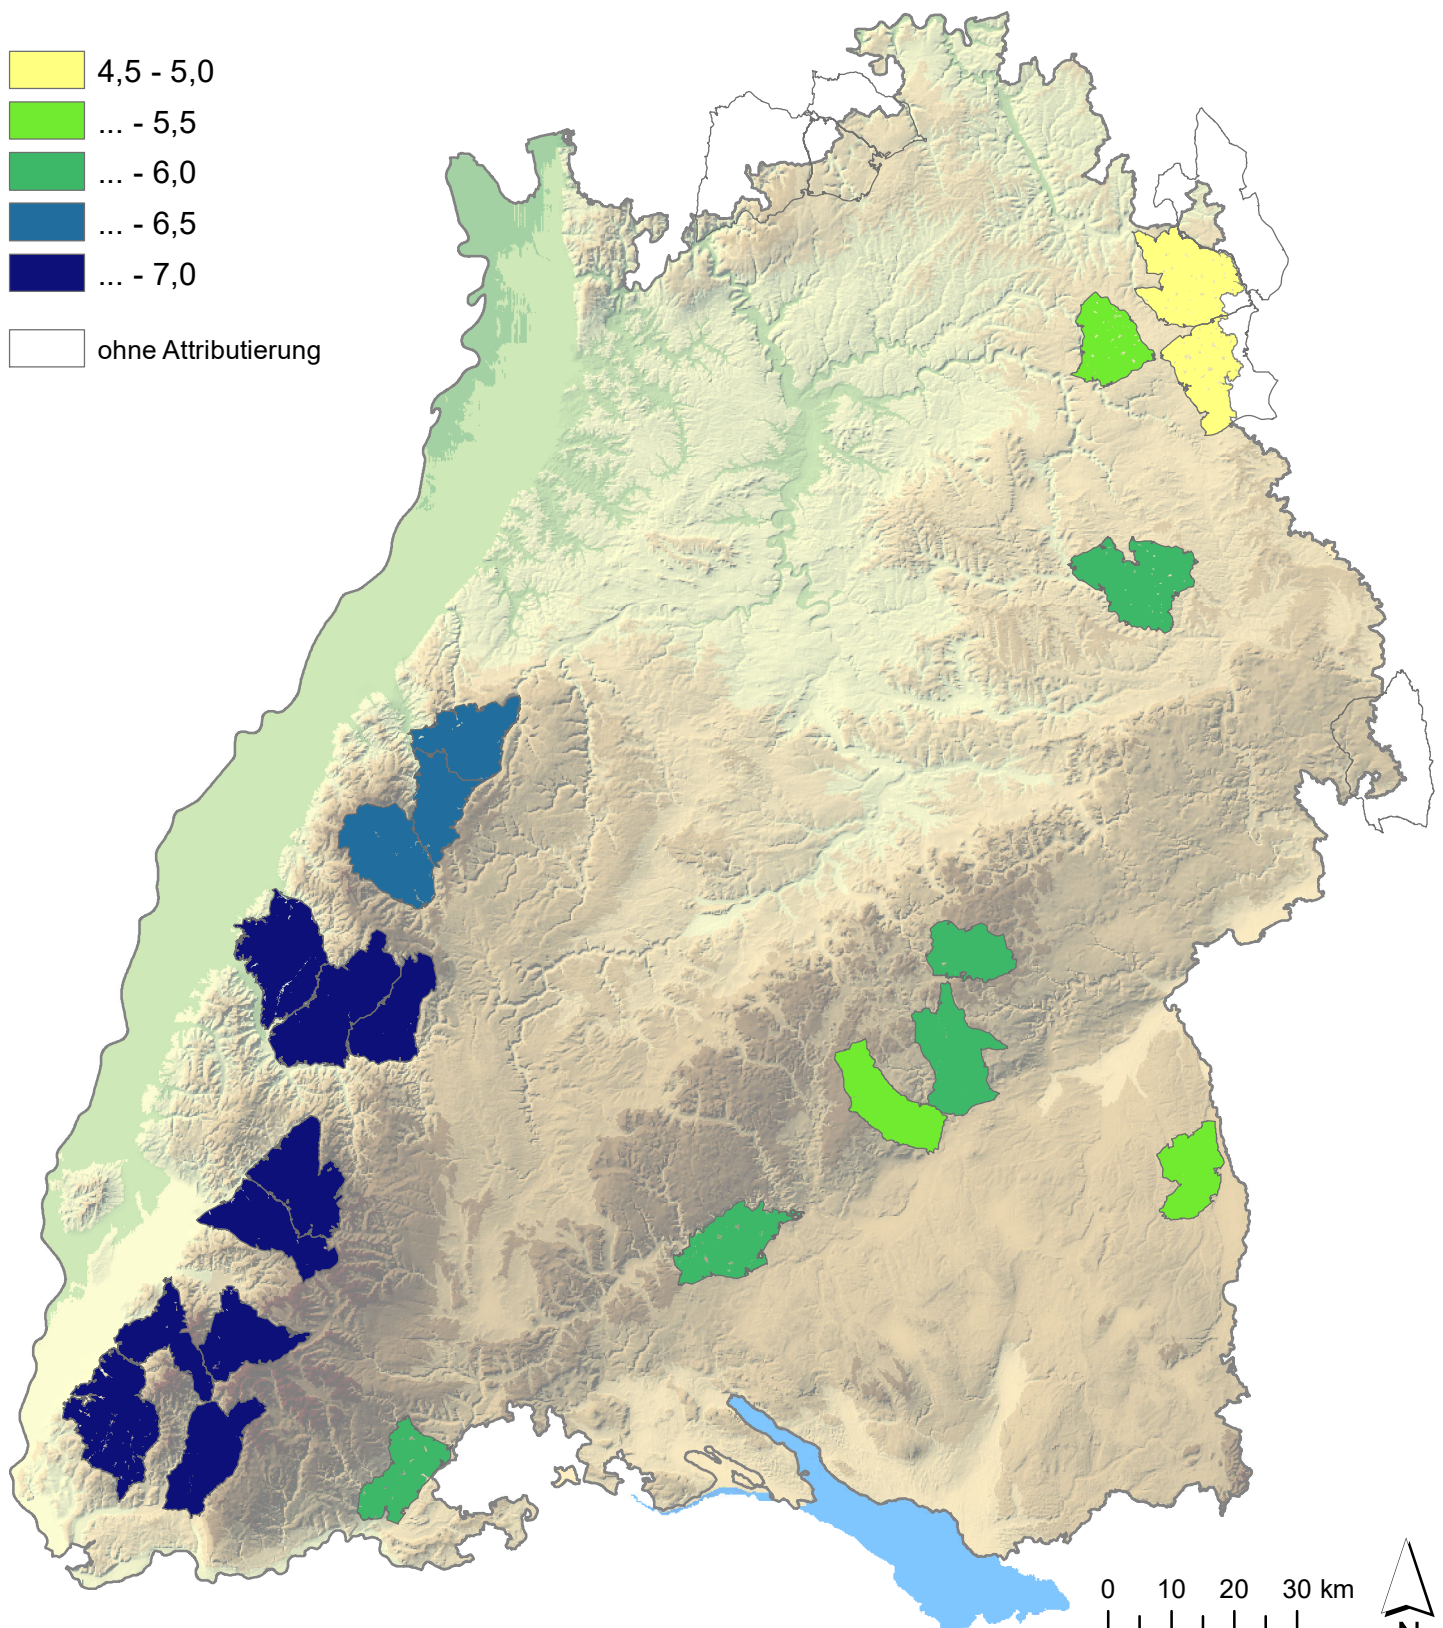 4,5 - 5,0
... - 5,5
... - 6,0
... - 6,5
... - 7,0
ohne Attributierung
0 10 20 30 km
N